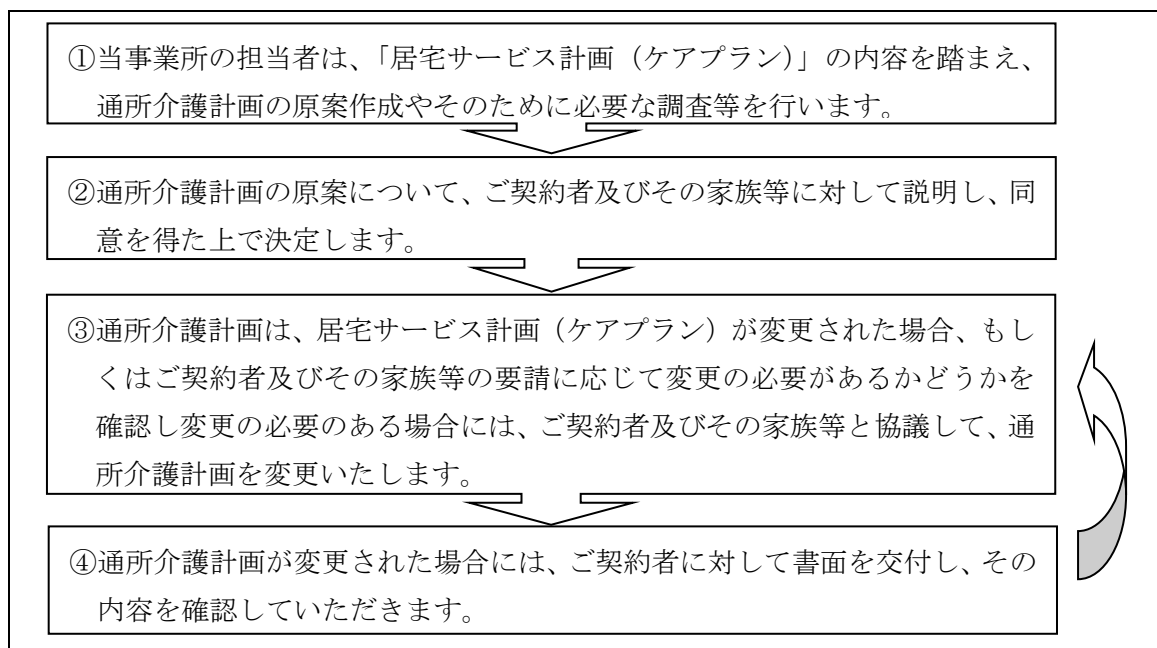 ①当事業所の担当者は、「居宅サービス計画（ケアプラン）」の内容を踏まえ、
通所介護計画の原案作成やそのために必要な調査等を行います。
②通所介護計画の原案について、ご契約者及びその家族等に対して説明し、同
意を得た上で決定します。
③通所介護計画は、居宅サービス計画（ケアプラン）が変更された場合、もし
くはご契約者及びその家族等の要請に応じて変更の必要があるかどうかを
確認し変更の必要のある場合には、ご契約者及びその家族等と協議して、通
所介護計画を変更いたします。
④通所介護計画が変更された場合には、ご契約者に対して書面を交付し、その
内容を確認していただきます。